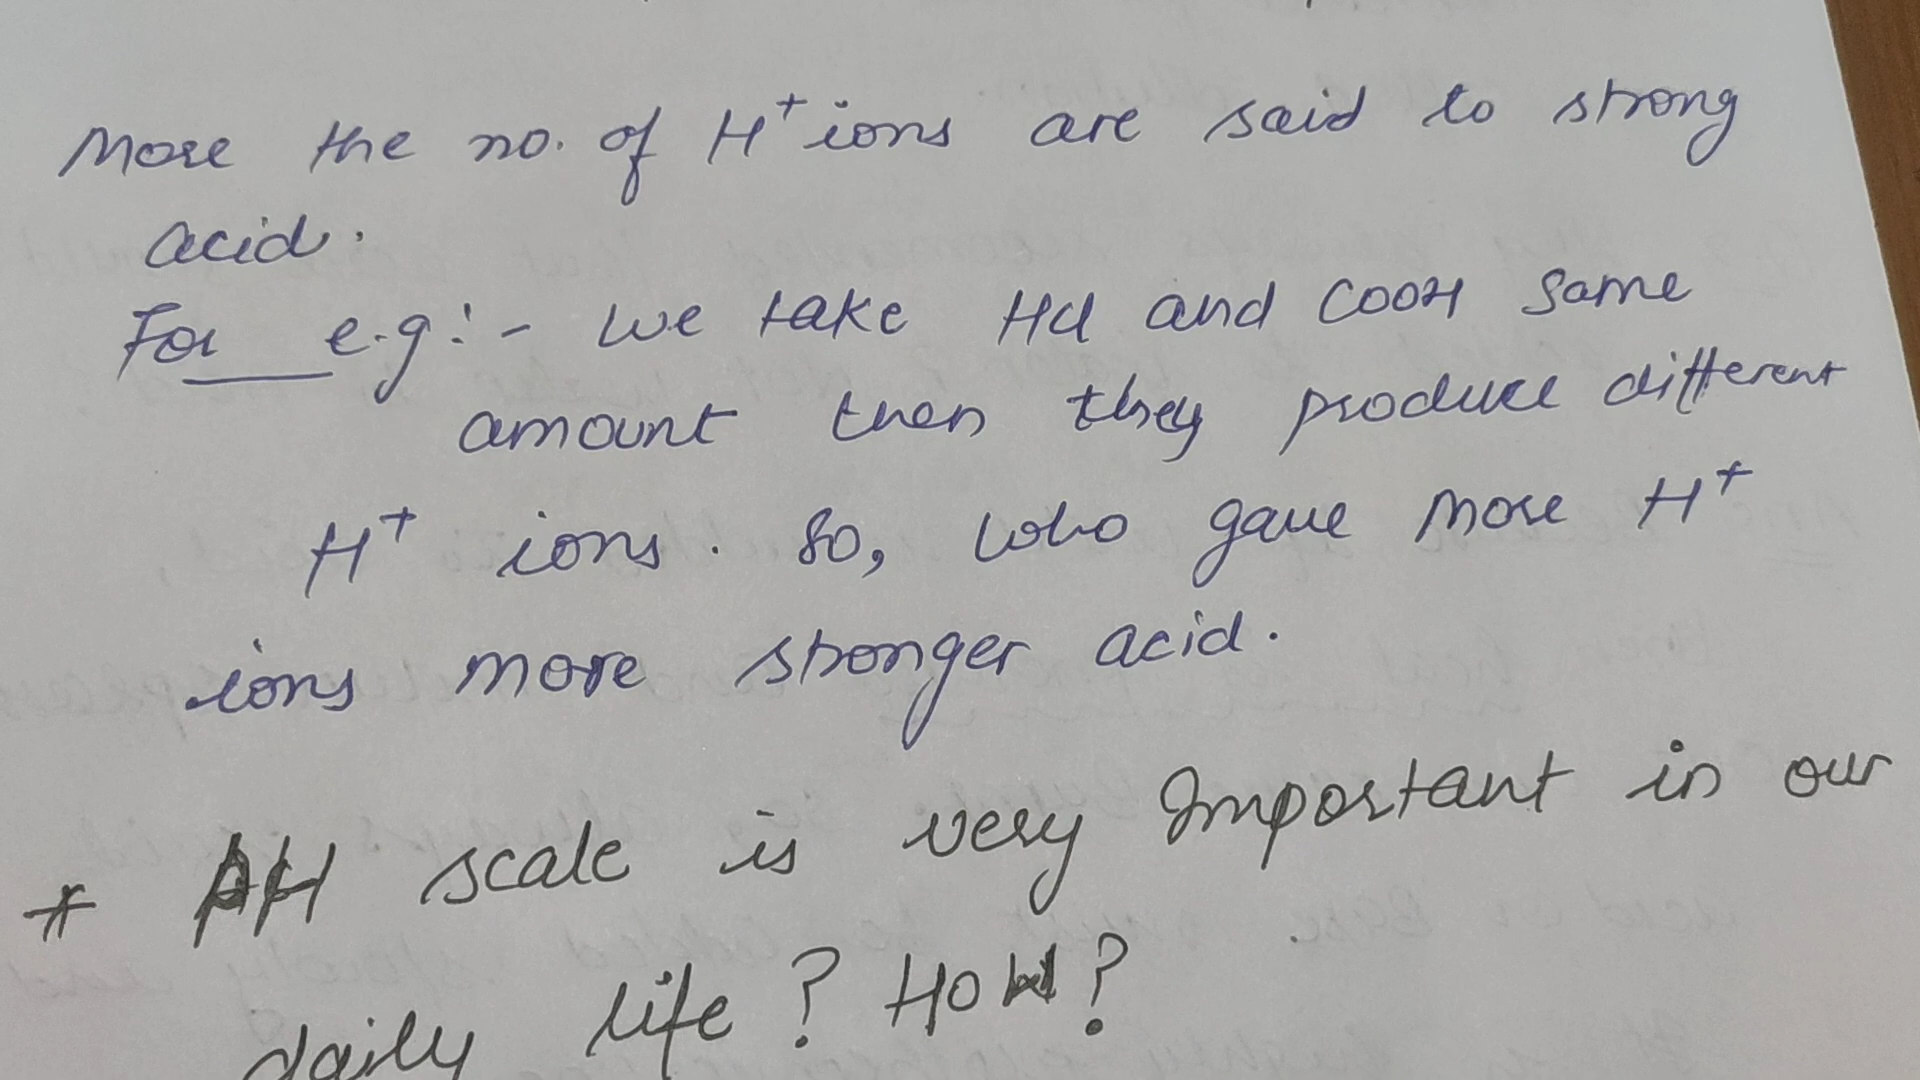 More the no. of H⁺ ions are said to strong
acid.
For e.g:- we take HCl and COOH same
amount then they produce different
H⁺ ions. So, who gave more H⁺
ions more stronger acid.
* PH scale is very Important in our
daily life? How?